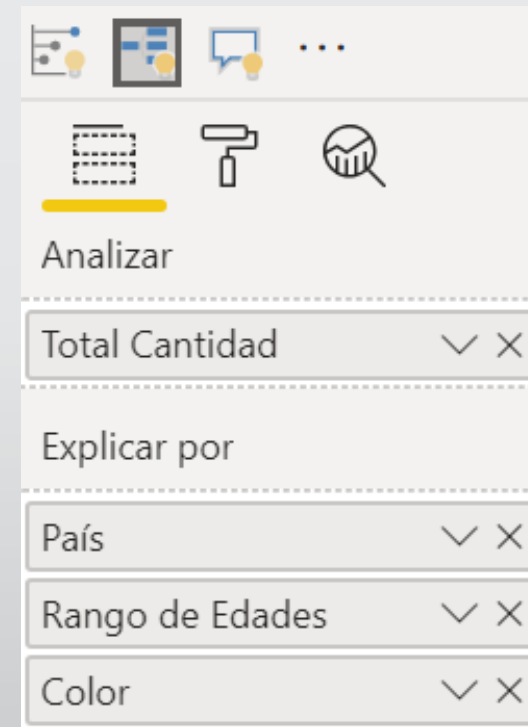 Analizar
Total Cantidad
Explicar por
País
Rango de Edades
Color